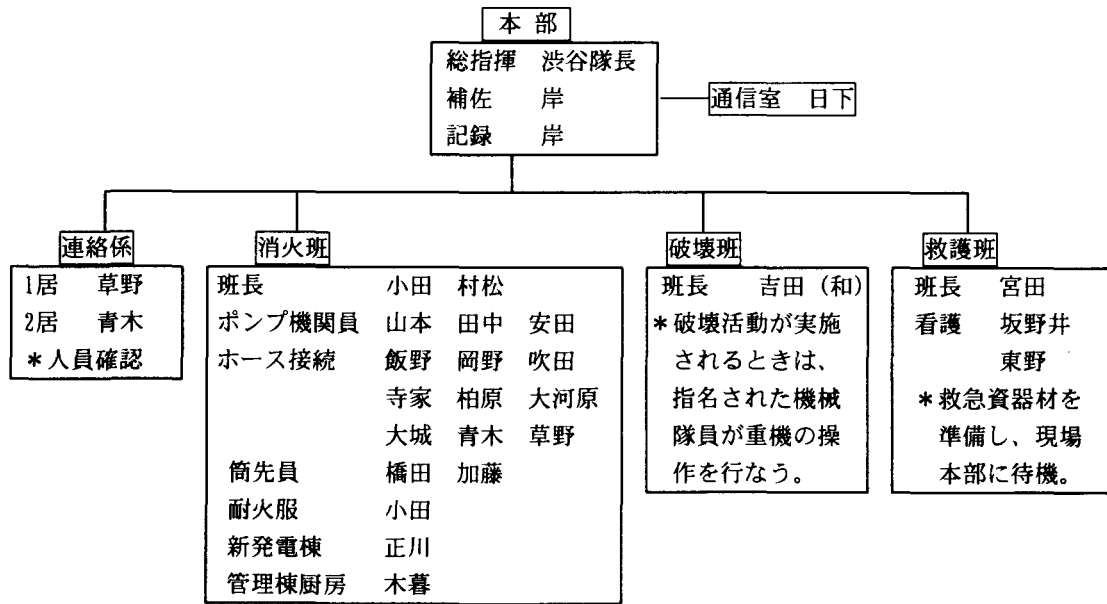 本部
総指揮 渋谷隊長
補佐 岸
記録 岸
通信室 日下
連絡係
1居 草野
2居 青木
*人員確認
消火班
班長 小田 村松
ポンプ機関員 山本 田中 安田
ホース接続 飯野 岡野 吹田
寺家 柏原 大河原
大城 青木 草野
筒先員 橋田 加藤
耐火服 小田
新発電棟 正川
管理棟厨房 木暮
破壊班
班長 吉田(和)
*破壊活動が実施
されるときは、
指名された機械
隊員が重機の操
作を行なう。
救護班
班長 宮田
看護 坂野井
東野
*救急資器材を
準備し、現場
本部に待機。